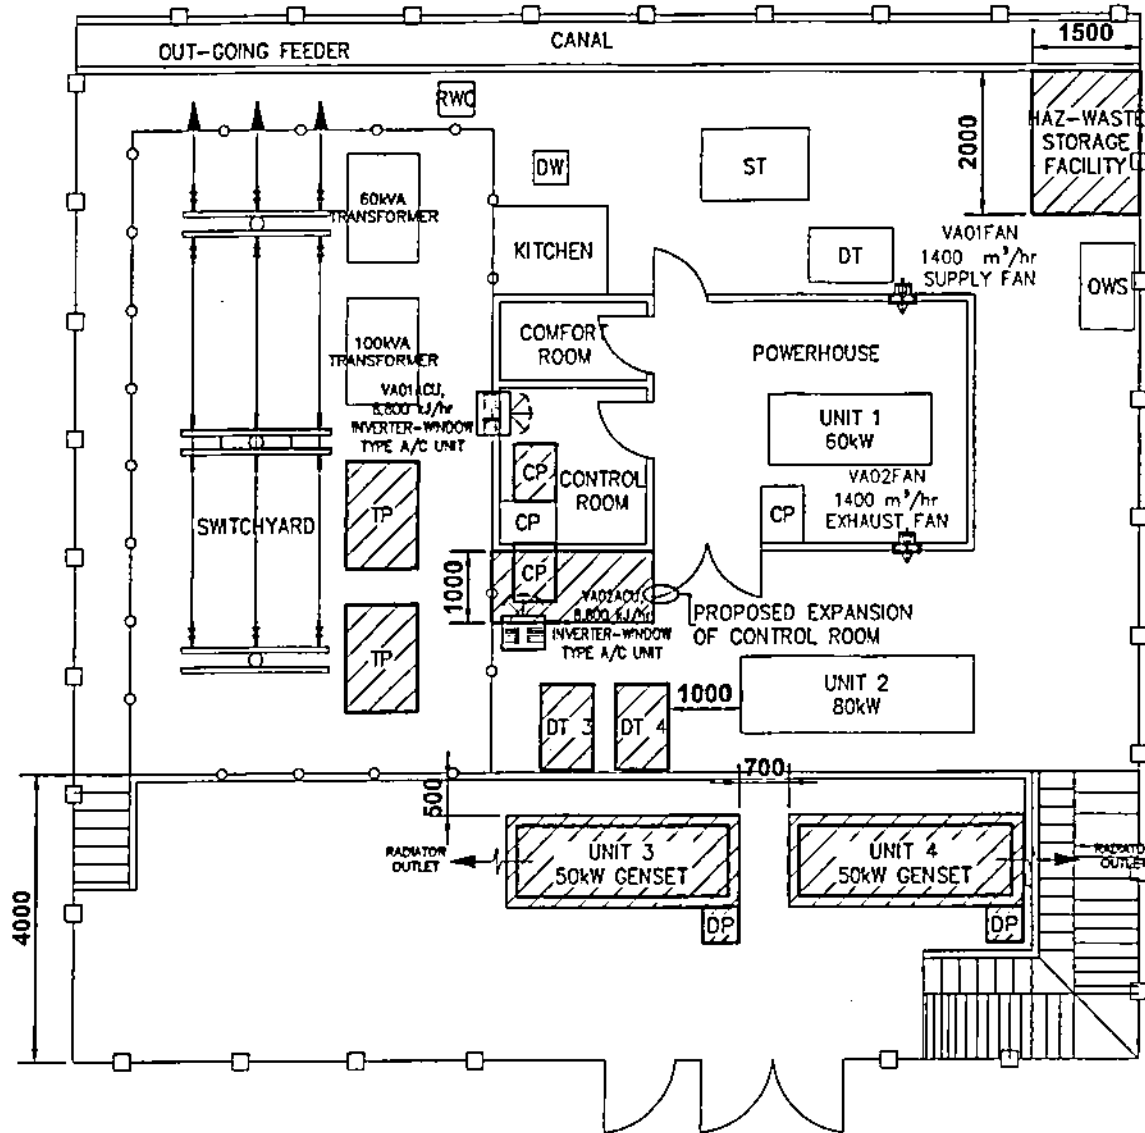 1500
CANAL
OUT-GOING FEEDER
RWC
2000
HAZ-WASTE
STORAGE
FACILITY
DW
ST
60kVA
TRANSFORMER
KITCHEN
DT
VA01FAN
1400 m³/hr
SUPPLY FAN
OWS
COMFORT
ROOM
POWERHOUSE
100kVA
TRANSFORMER
VA01ACU,
8,800 kJ/hr
INVERTER-WINDOW
TYPE A/C UNIT
UNIT 1
60kW
CP
CONTROL
ROOM
VA02FAN
1400 m³/hr
EXHAUST FAN
CP
CP
SWITCHYARD
TP
1000
CP
VA02ACU,
8,800 kJ/hr
INVERTER-WINDOW
TYPE A/C UNIT
PROPOSED EXPANSION
OF CONTROL ROOM
TP
UNIT 2
80kW
1000
DT 3
DT 4
700
500
4000
RADIATOR
OUTLET
UNIT 3
50kW GENSET
UNIT 4
50kW GENSET
RADIATOR
OUTLET
DP
DP